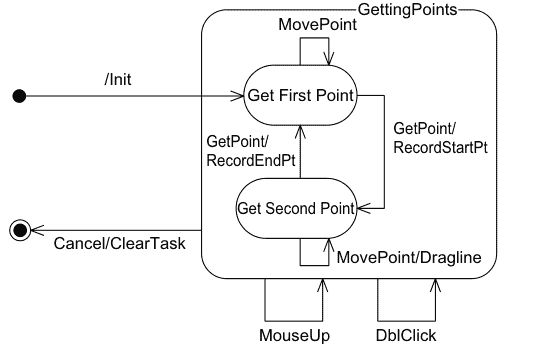 GettingPoints
MovePoint
/Init
Get First Point
GetPoint/
RecordStartPt
GetPoint/
RecordEndPt
Get Second Point
Cancel/ClearTask
MovePoint/Dragline
MouseUp
DblClick